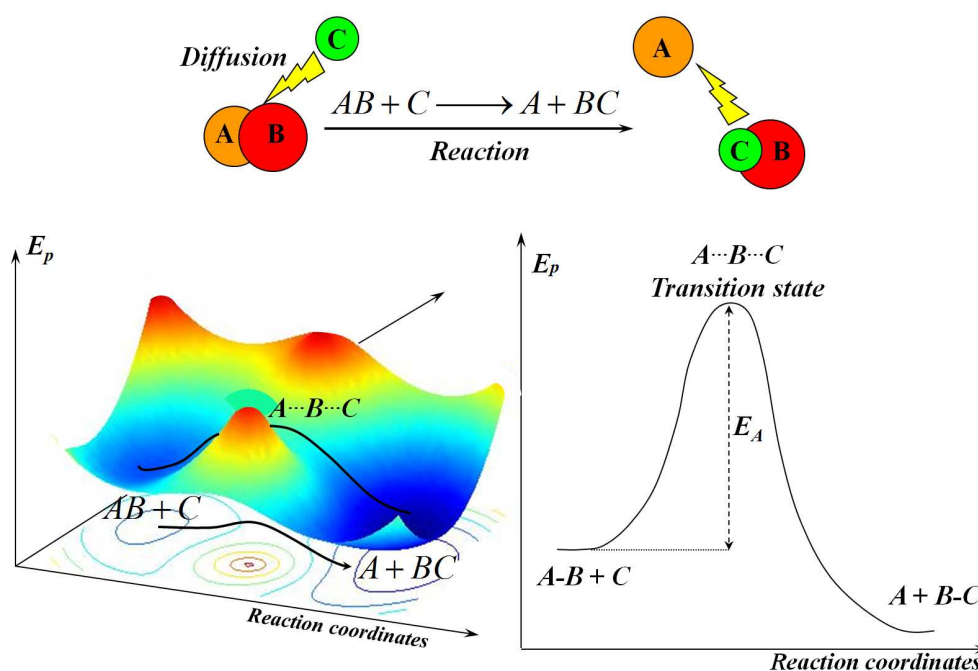 C
A
Diffusion
AB + C ⟶ A + BC
A B
Reaction
C B
E_p
A···B···C
AB + C
A + BC
Reaction coordinates
E_p
A···B···C
Transition state
E_A
A-B + C
A + B-C
Reaction coordinates